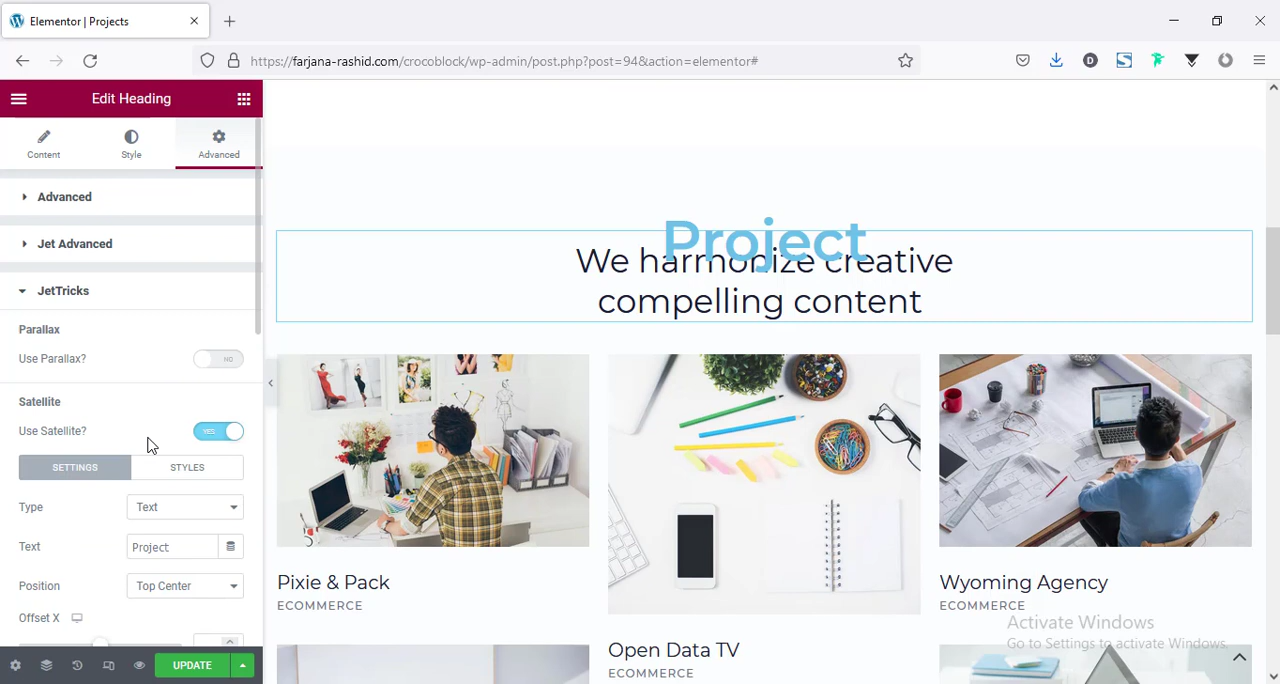 Elementor | Projects
https://farjana-rashid.com/crocoblock/wp-admin/post.php?post=94&action=elementor#
D
S
Edit Heading
Content
Style
Advanced
Advanced
Jet Advanced
JetTricks
Parallax
Use Parallax?
NO
Satellite
Use Satellite?
YES
SETTINGS
STYLES
Type
Text
Text
Project
Position
Top Center
Offset X
UPDATE
Project
We harmonize creative
compelling content
Pixie & Pack
ECOMMERCE
Open Data TV
ECOMMERCE
Wyoming Agency
ECOMMERCE
Activate Windows
Go to Settings to activate Windows.